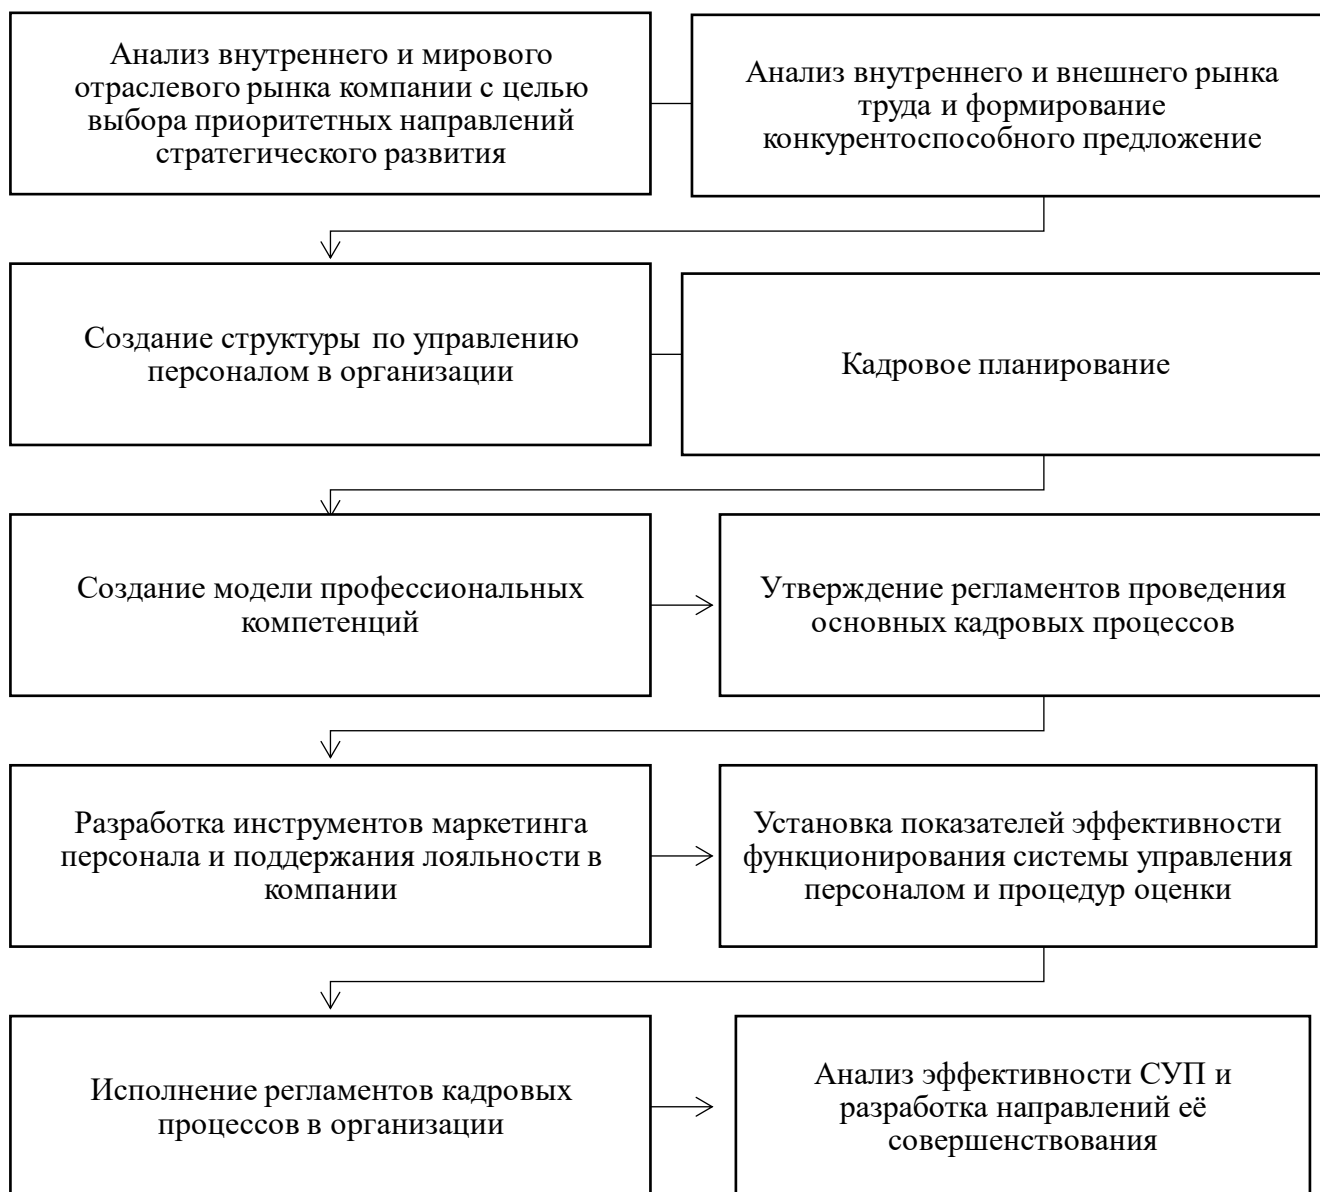 Анализ внутреннего и мирового
отраслевого рынка компании с целью
выбора приоритетных направлений
стратегического развития
Анализ внутреннего и внешнего рынка
труда и формирование
конкурентоспособного предложение
Создание структуры по управлению
персоналом в организации
Кадровое планирование
Создание модели профессиональных
компетенций
Утверждение регламентов проведения
основных кадровых процессов
Разработка инструментов маркетинга
персонала и поддержания лояльности в
компании
Установка показателей эффективности
функционирования системы управления
персоналом и процедур оценки
Исполнение регламентов кадровых
процессов в организации
Анализ эффективности СУП и
разработка направлений её
совершенствования